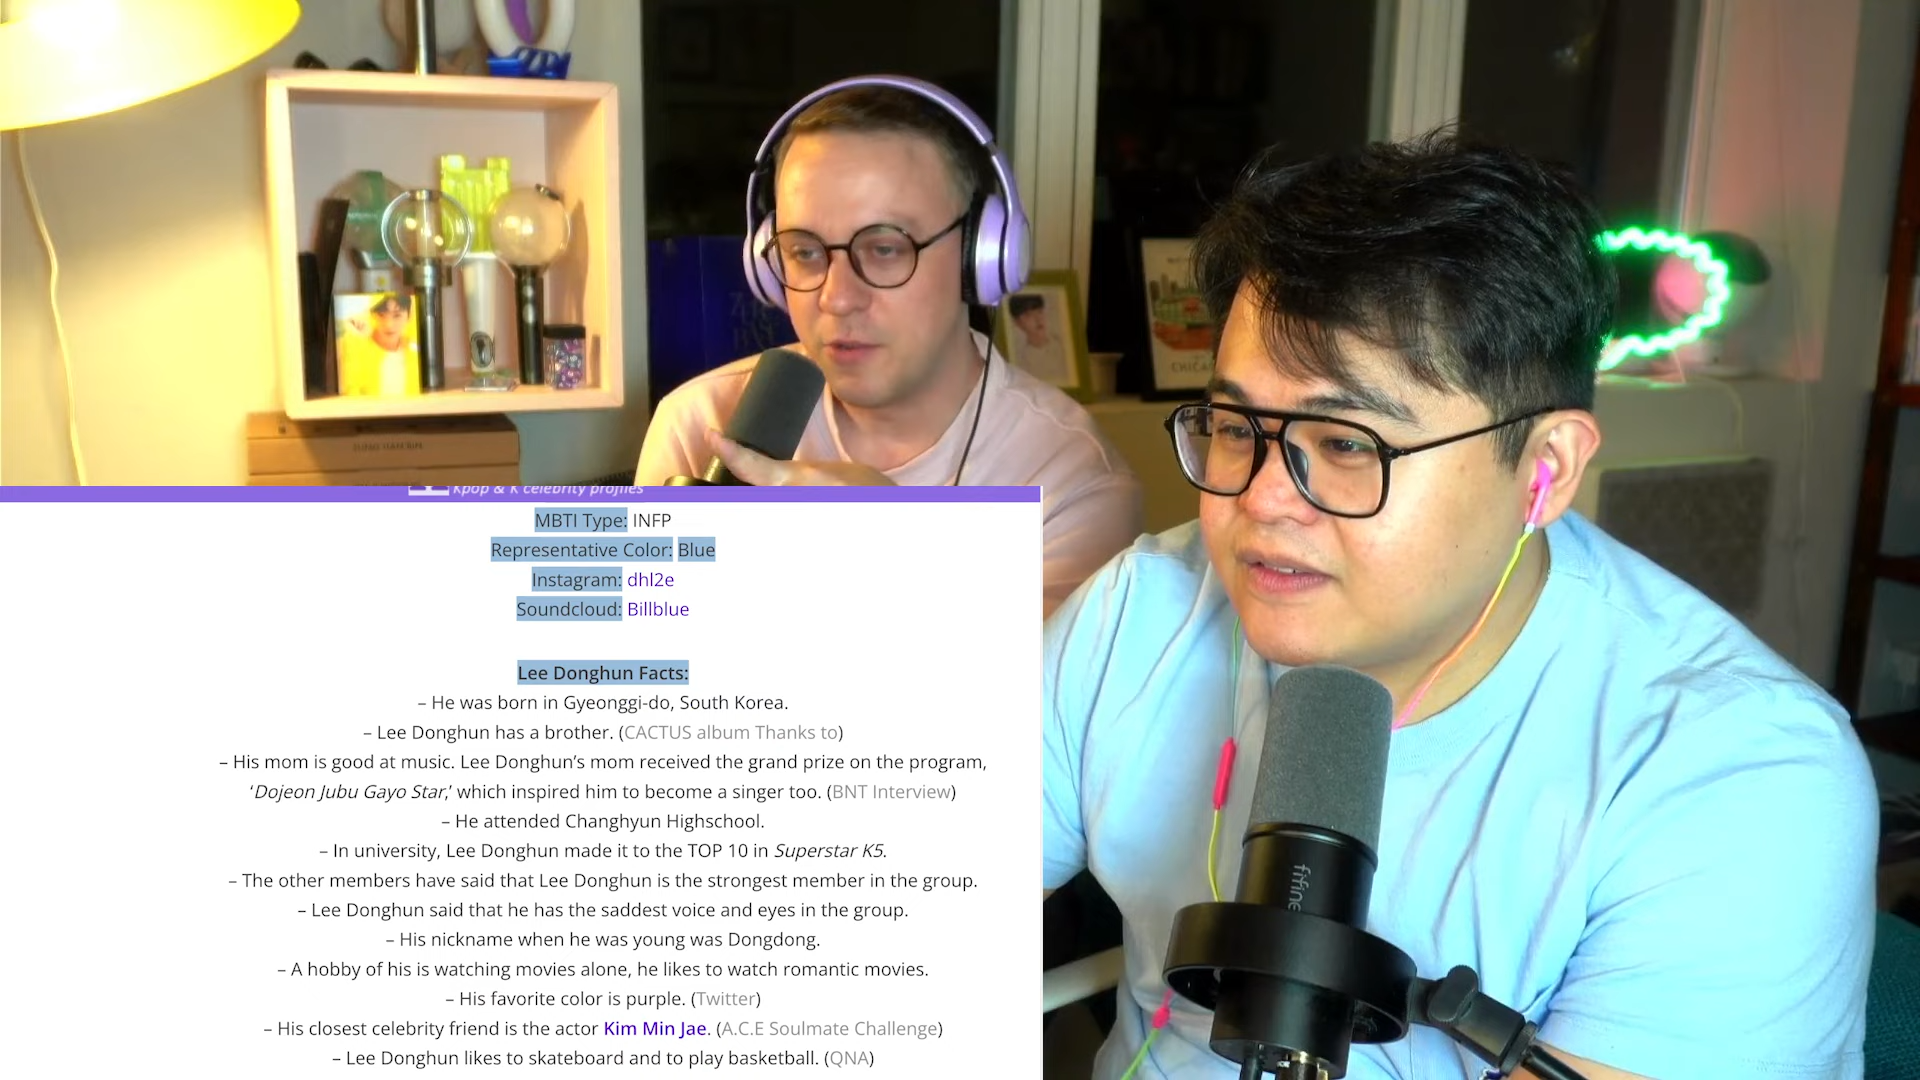 CHICAGO
Kpop & K celebrity profiles
MBTI Type: INFP
Representative Color: Blue
Instagram: dhl2e
Soundcloud: Billblue
Lee Donghun Facts:
– He was born in Gyeonggi-do, South Korea.
– Lee Donghun has a brother. (CACTUS album Thanks to)
– His mom is good at music. Lee Donghun’s mom received the grand prize on the program,
‘Dojeon Jubu Gayo Star,’ which inspired him to become a singer too. (BNT Interview)
– He attended Changhyun Highschool.
– In university, Lee Donghun made it to the TOP 10 in Superstar K5.
– The other members have said that Lee Donghun is the strongest member in the group.
– Lee Donghun said that he has the saddest voice and eyes in the group.
– His nickname when he was young was Dongdong.
– A hobby of his is watching movies alone, he likes to watch romantic movies.
– His favorite color is purple. (Twitter)
– His closest celebrity friend is the actor Kim Min Jae. (A.C.E Soulmate Challenge)
– Lee Donghun likes to skateboard and to play basketball. (QNA)
fifine